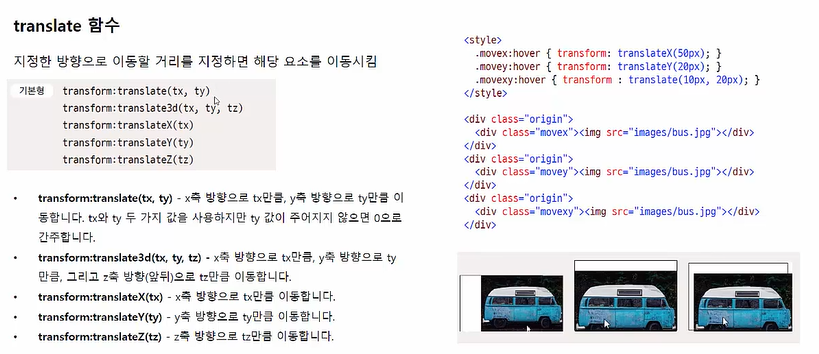 translate 함수
지정한 방향으로 이동할 거리를 지정하면 해당 요소를 이동시킴
기본형 transform:translate(tx, ty)
transform:translate3d(tx, ty, tz)
transform:translateX(tx)
transform:translateY(ty)
transform:translateZ(tz)
• transform:translate(tx, ty) - x축 방향으로 tx만큼, y축 방향으로 ty만큼 이
동합니다. tx와 ty 두 가지 값을 사용하지만 ty 값이 주어지지 않으면 0으로
간주합니다.
• transform:translate3d(tx, ty, tz) - x축 방향으로 tx만큼, y축 방향으로 ty
만큼, 그리고 z축 방향(앞뒤)으로 tz만큼 이동합니다.
• transform:translateX(tx) - x축 방향으로 tx만큼 이동합니다.
• transform:translateY(ty) - y축 방향으로 ty만큼 이동합니다.
• transform:translateZ(tz) - z축 방향으로 tz만큼 이동합니다.
<style>
.movex:hover { transform: translateX(50px); }
.movey:hover { transform: translateY(20px); }
.movexy:hover { transform : translate(10px, 20px); }
</style>
<div class="origin">
<div class="movex"><img src="images/bus.jpg"></div>
</div>
<div class="origin">
<div class="movey"><img src="images/bus.jpg"></div>
</div>
<div class="origin">
<div class="movexy"><img src="images/bus.jpg"></div>
</div>